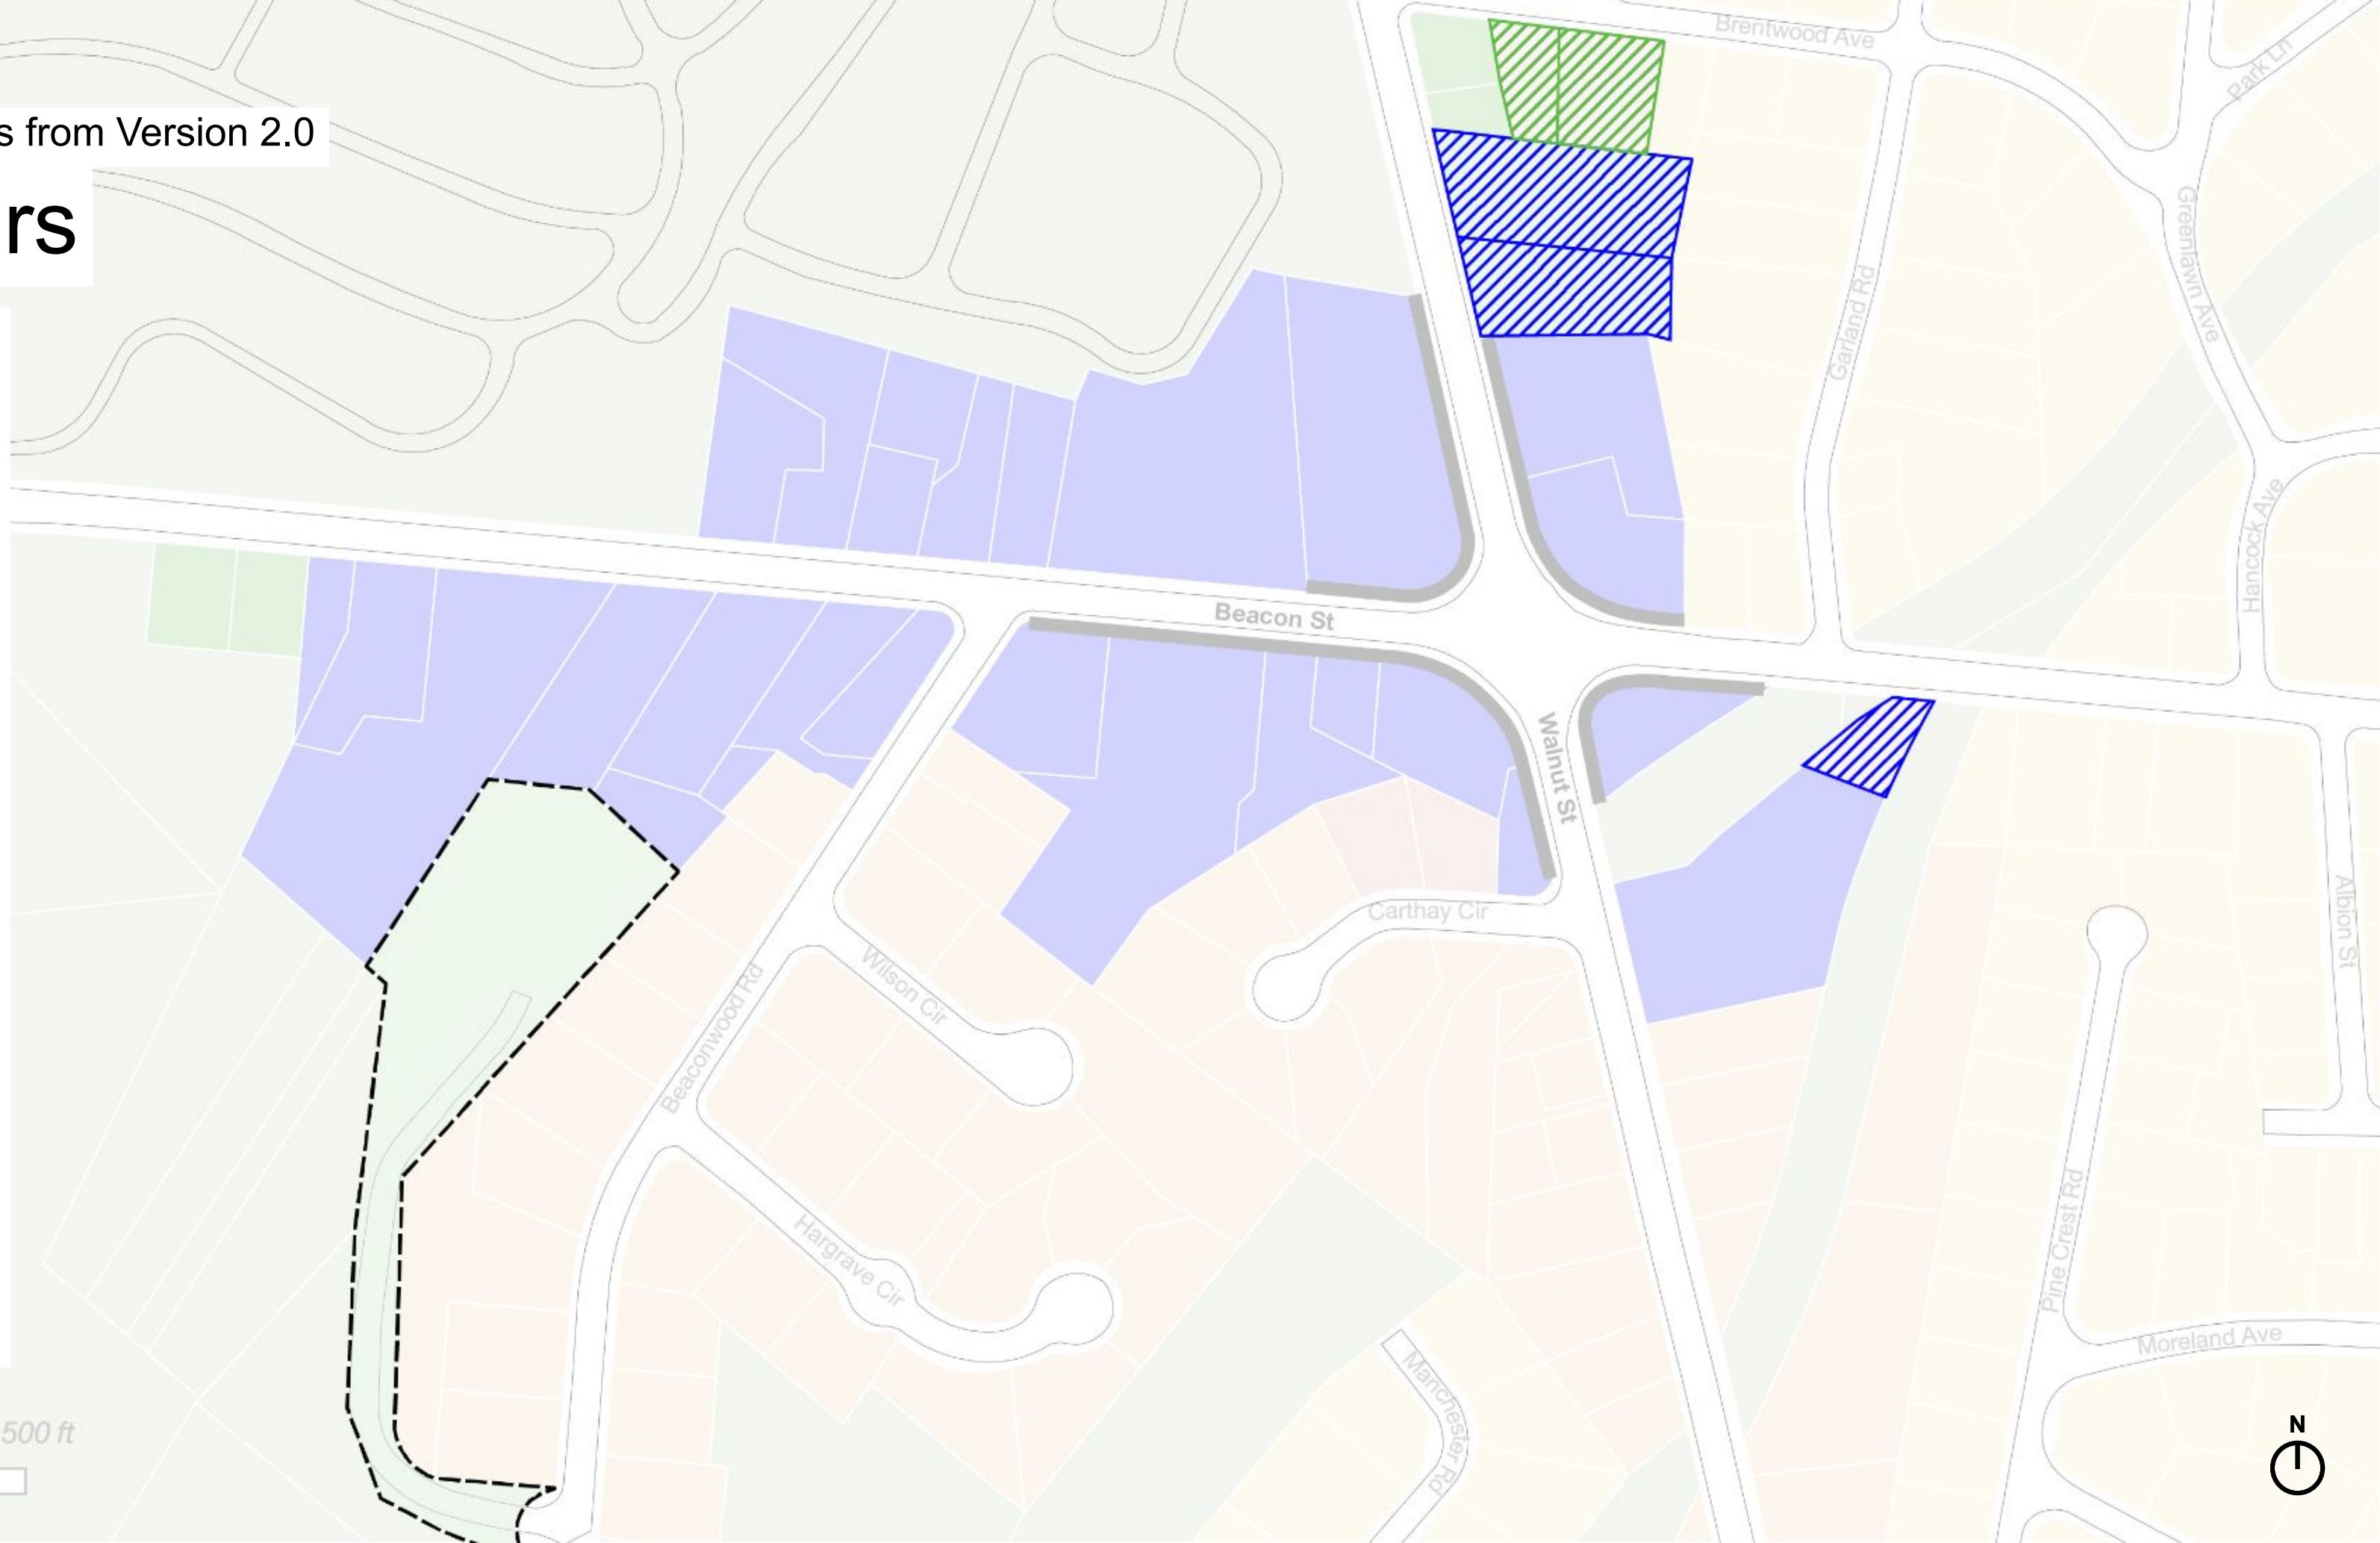 s from Version 2.0
rs
Brentwood Ave
Park Ln
Greenlawn Ave
Garland Rd
Hancock Ave
Beacon St
Walnut St
Carthay Cir
Albion St
Wilson Cir
Beaconwood Rd
Hargrave Cir
Pine Crest Rd
Moreland Ave
Manchester Rd
500 ft
N